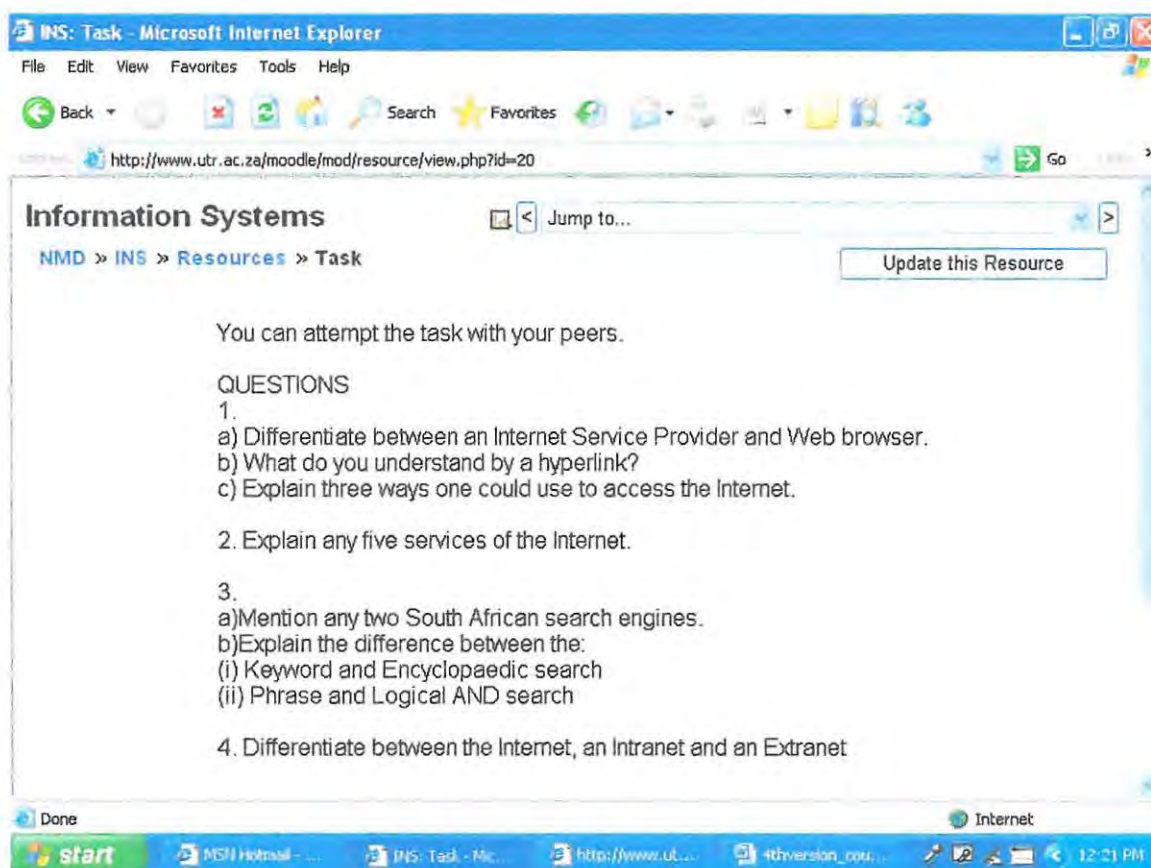 INS: Task - Microsoft Internet Explorer
File Edit View Favorites Tools Help
Back Search Favorites
http://www.utr.ac.za/moodle/mod/resource/view.php?id=20 Go
Information Systems < Jump to... >
NMD » INS » Resources » Task Update this Resource
You can attempt the task with your peers.
QUESTIONS
1.
a) Differentiate between an Internet Service Provider and Web browser.
b) What do you understand by a hyperlink?
c) Explain three ways one could use to access the Internet.
2. Explain any five services of the Internet.
3.
a)Mention any two South African search engines.
b)Explain the difference between the:
(i) Keyword and Encyclopaedic search
(ii) Phrase and Logical AND search
4. Differentiate between the Internet, an Intranet and an Extranet
Done Internet
start MSN Hotmail - ... INS: Task - Mic... http://www.ut... 4thversion_cou... 12:21 PM